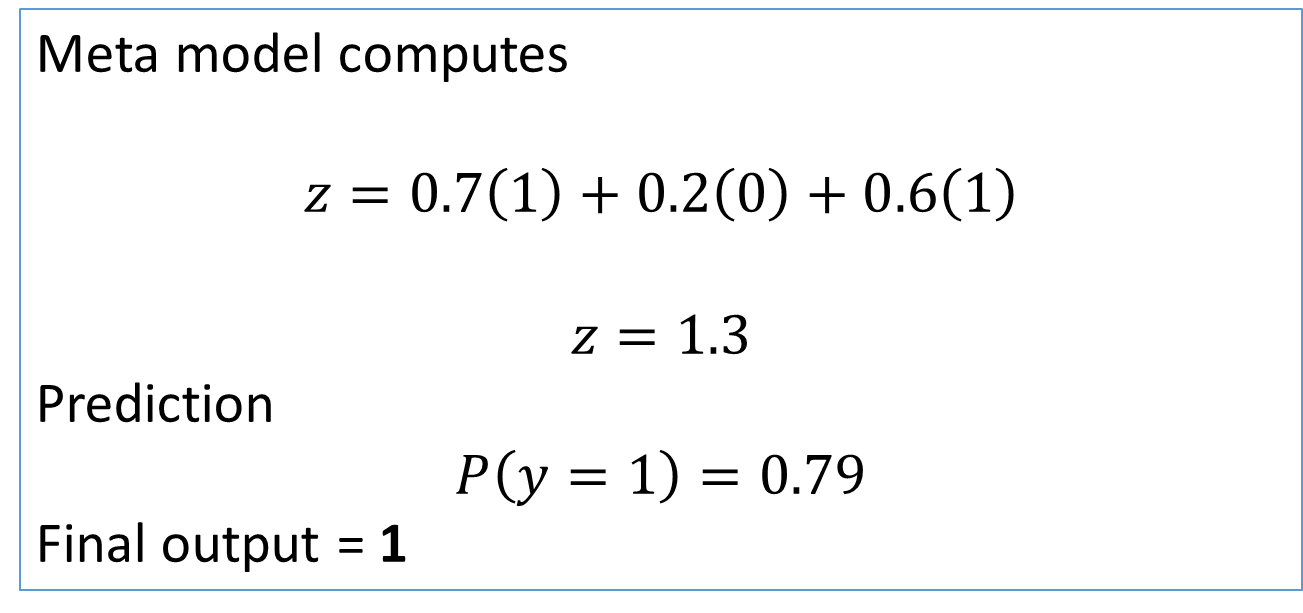 Meta model computes
z = 0.7(1) + 0.2(0) + 0.6(1)
z = 1.3
Prediction
P(y = 1) = 0.79
Final output = 1